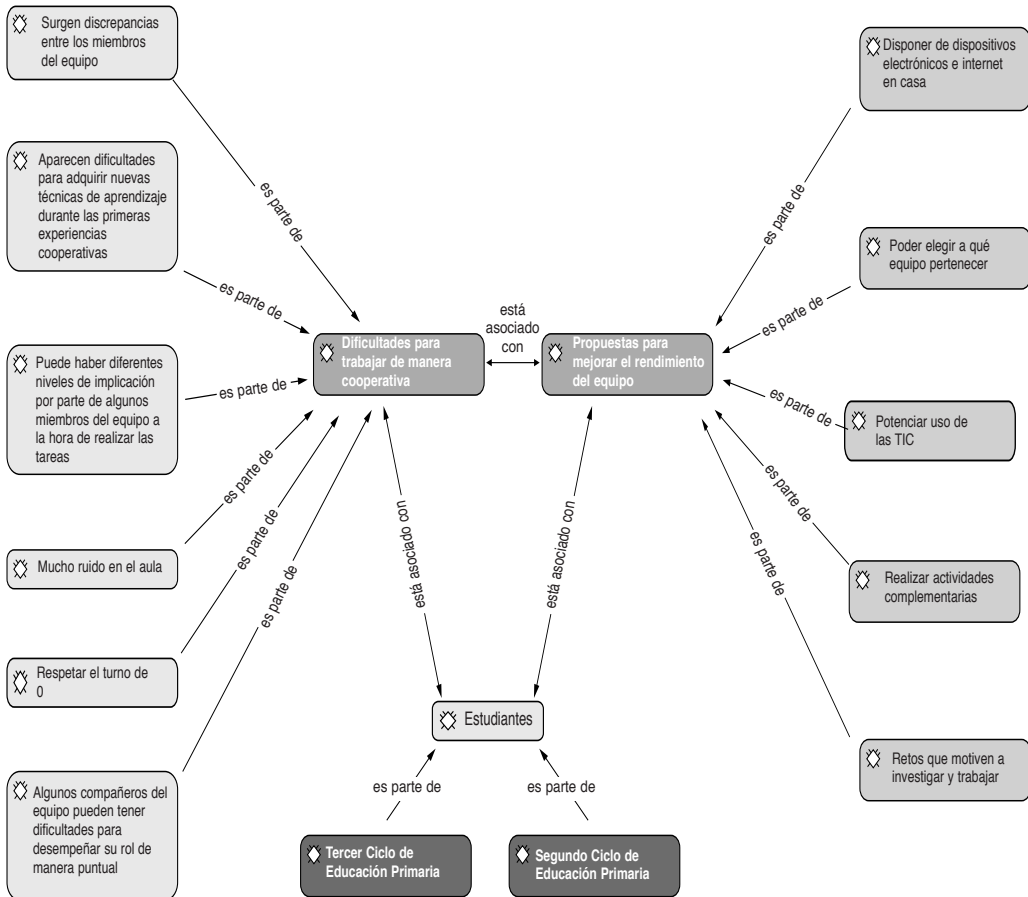 Surgen discrepancias
entre los miembros
del equipo
Aparecen dificultades
para adquirir nuevas
técnicas de aprendizaje
durante las primeras
experiencias
cooperativas
Puede haber diferentes
niveles de implicación
por parte de algunos
miembros del equipo a
la hora de realizar las
tareas
Mucho ruido en el aula
Respetar el turno de
0
Algunos compañeros del
equipo pueden tener
dificultades para
desempeñar su rol de
manera puntual
es parte de
es parte de
es parte de
es parte de
es parte de
es parte de
Dificultades para
trabajar de manera
cooperativa
está
asociado
con
Propuestas para
mejorar el rendimiento
del equipo
está asociado con
está asociado con
Estudiantes
es parte de
es parte de
Tercer Ciclo de
Educación Primaria
Segundo Ciclo de
Educación Primaria
es parte de
es parte de
es parte de
es parte de
es parte de
Disponer de dispositivos
electrónicos e internet
en casa
Poder elegir a qué
equipo pertenecer
Potenciar uso de
las TIC
Realizar actividades
complementarias
Retos que motiven a
investigar y trabajar